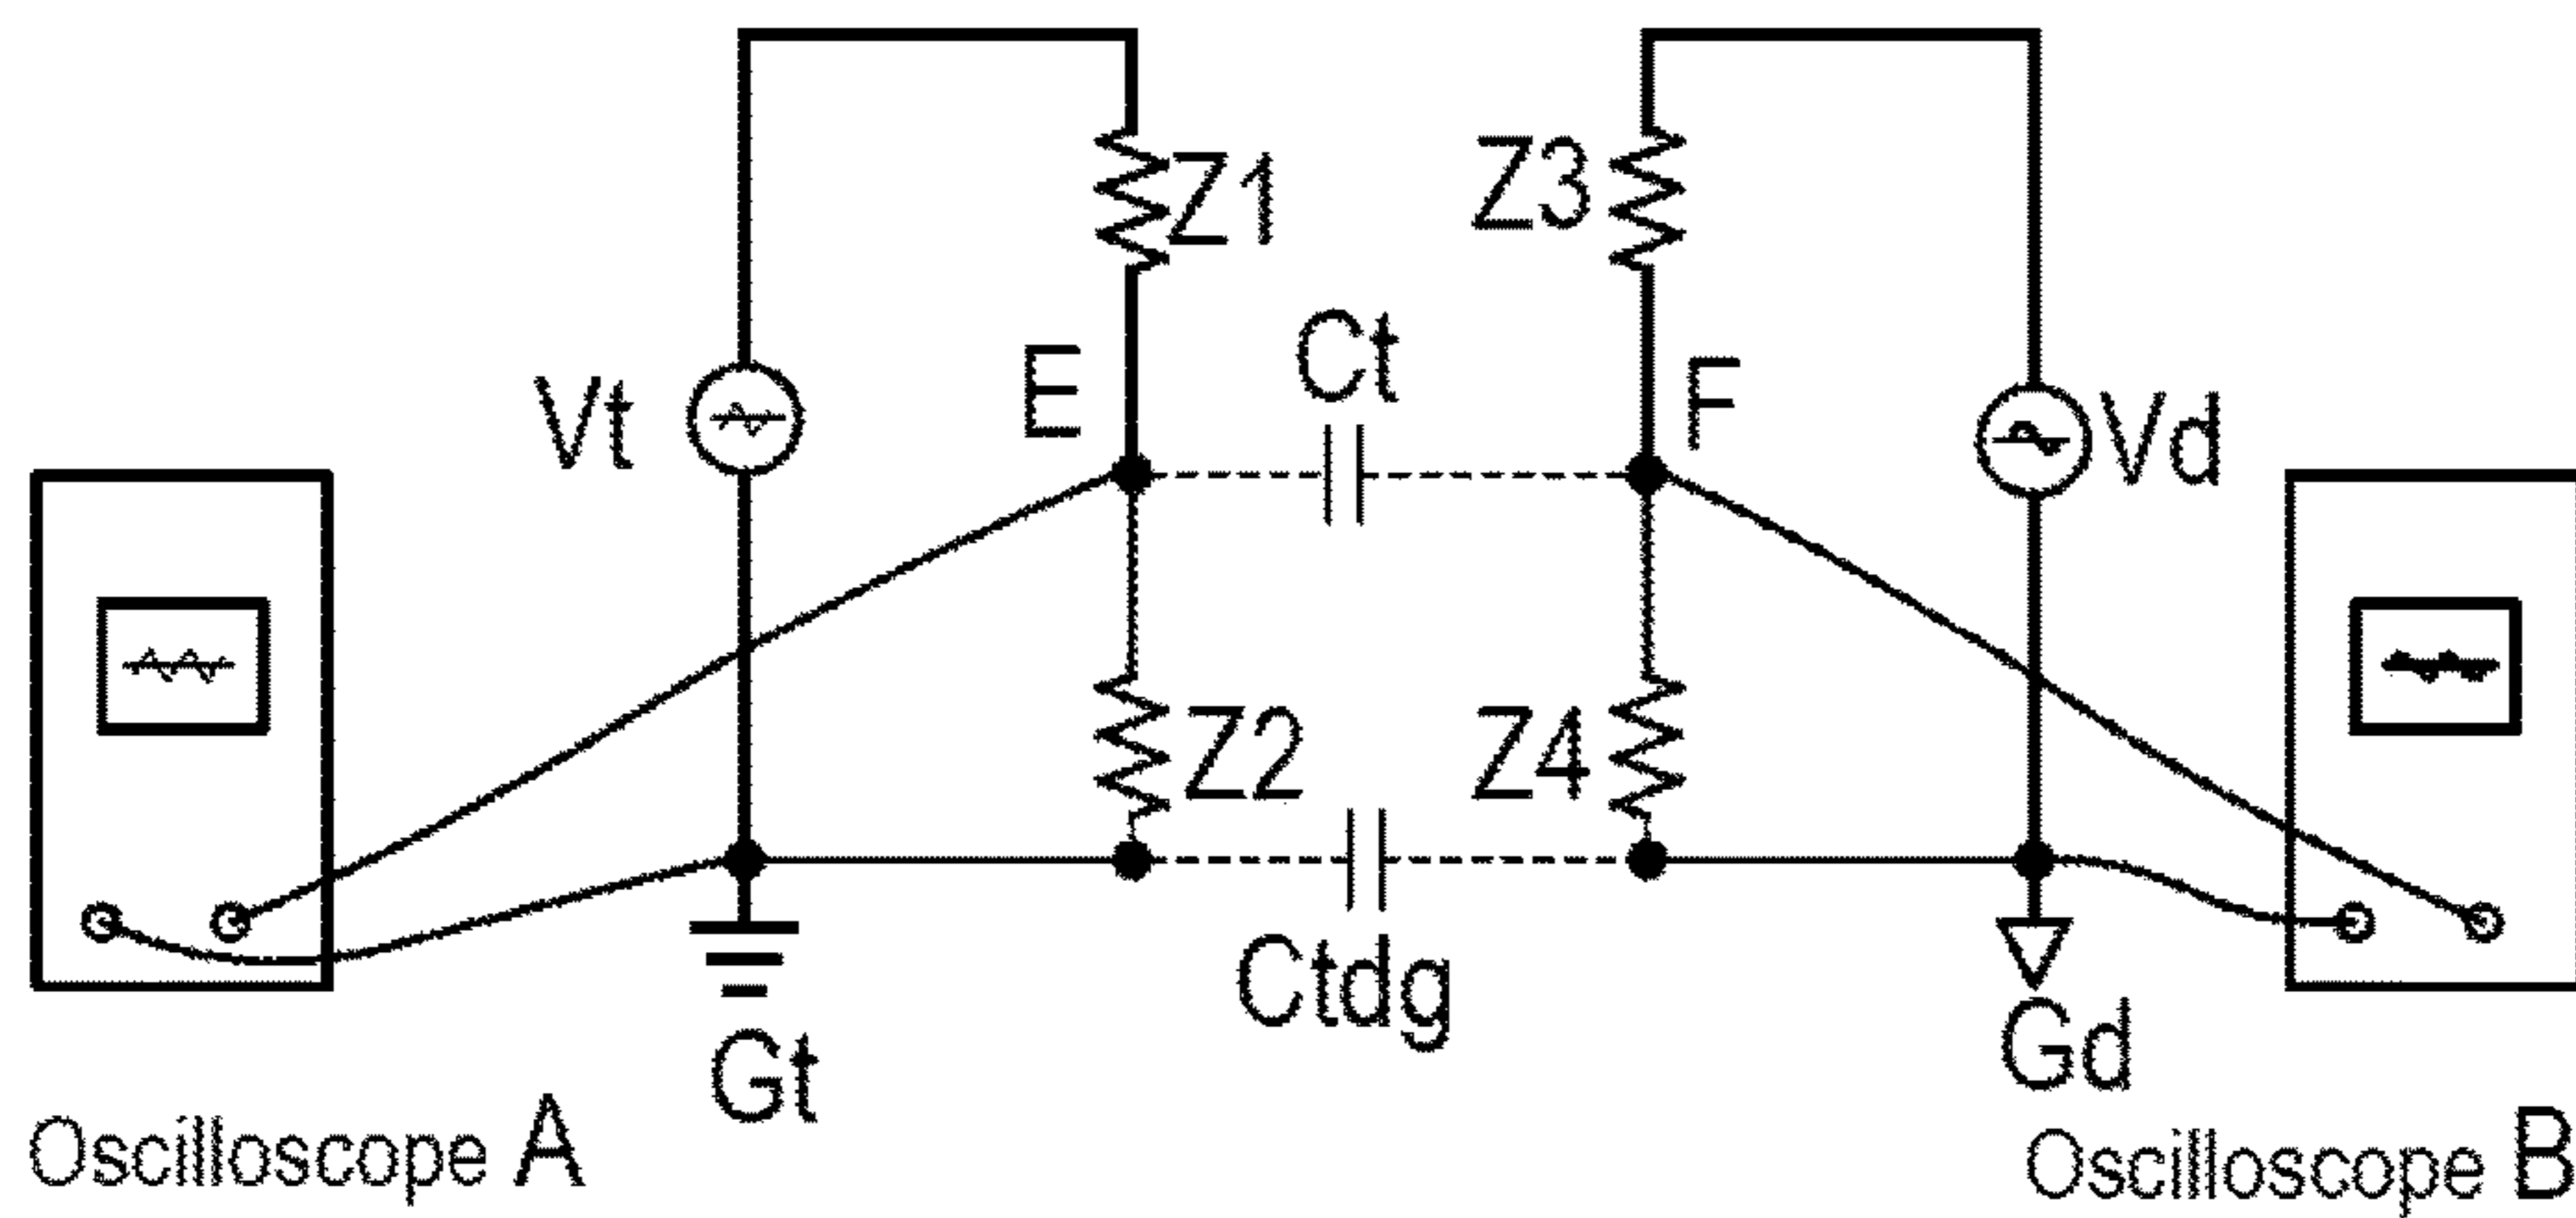 Z1
Z3
Ct
E
F
Vt
Vd
Z2
Z4
Ctdg
Gt
Gd
Oscilloscope A
Oscilloscope B